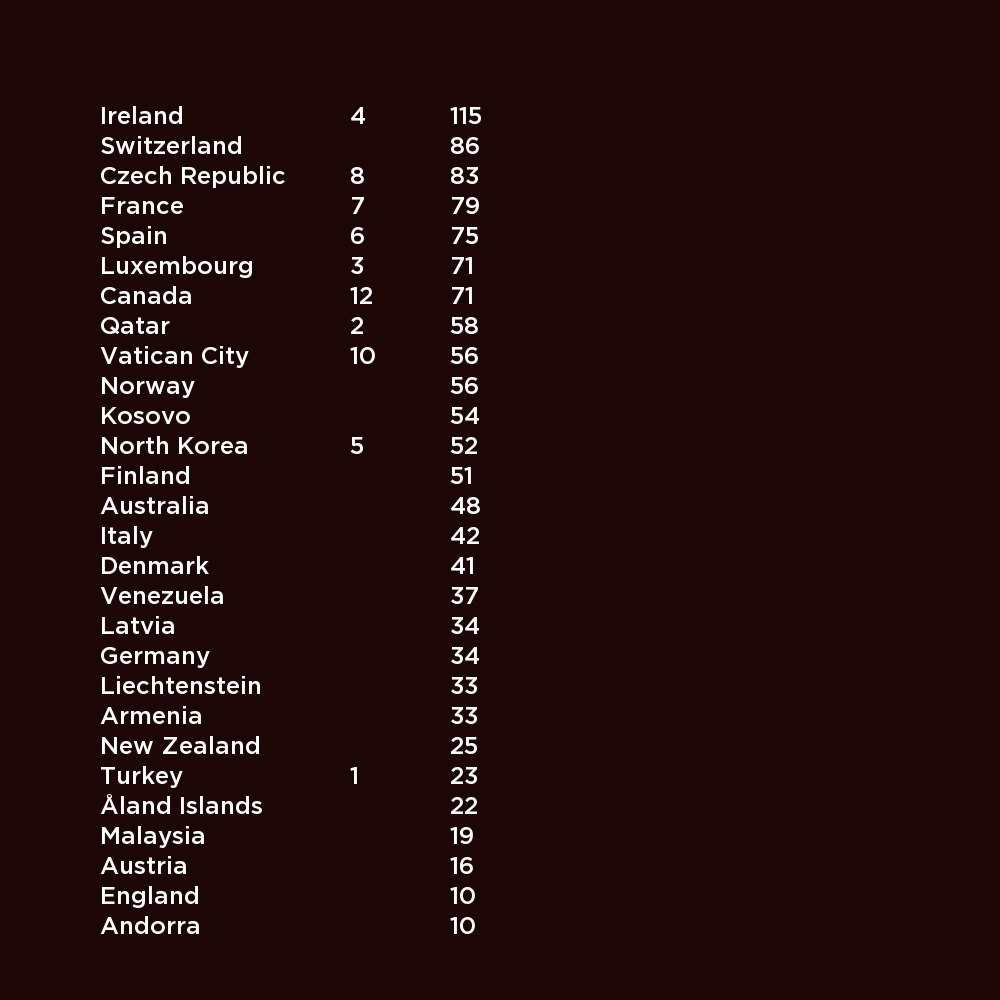 Ireland 4 115
Switzerland 86
Czech Republic 8 83
France 7 79
Spain 6 75
Luxembourg 3 71
Canada 12 71
Qatar 2 58
Vatican City 10 56
Norway 56
Kosovo 54
North Korea 5 52
Finland 51
Australia 48
Italy 42
Denmark 41
Venezuela 37
Latvia 34
Germany 34
Liechtenstein 33
Armenia 33
New Zealand 25
Turkey 1 23
Åland Islands 22
Malaysia 19
Austria 16
England 10
Andorra 10